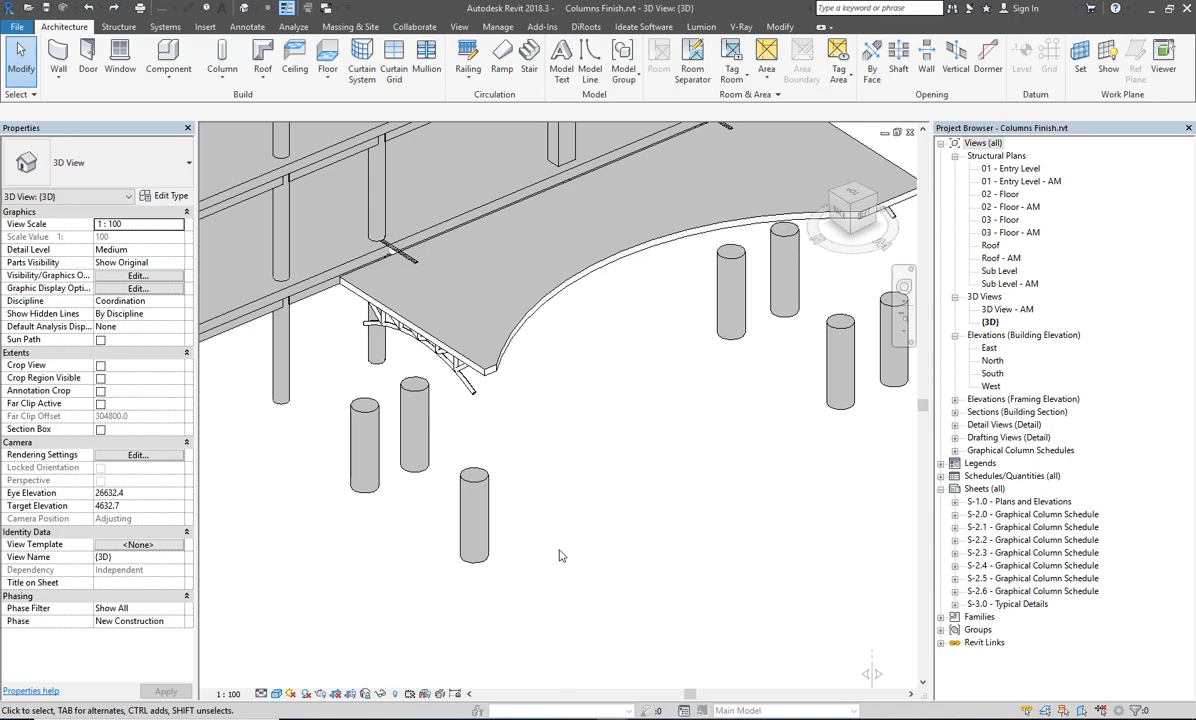 Autodesk Revit 2018.3 - Columns Finish.rvt - 3D View: {3D}
Type a keyword or phrase
Sign In
File Architecture Structure Systems Insert Annotate Analyze Massing & Site Collaborate View Manage Add-Ins DiRoots Ideate Software Lumion V-Ray Modify
Modify Wall Door Window Component Column Roof Ceiling Floor Curtain System Curtain Grid Mullion Railing Ramp Stair Model Text Model Line Model Group Room Room Separator Tag Room Area Area Boundary Tag Area By Face Shaft Wall Vertical Dormer Level Grid Set Show Ref Plane Viewer
Select Build Circulation Model Room & Area Opening Datum Work Plane
Properties
3D View
3D View: {3D} Edit Type
Graphics
View Scale 1 : 100
Scale Value 1: 100
Detail Level Medium
Parts Visibility Show Original
Visibility/Graphics O... Edit...
Graphic Display Opti... Edit...
Discipline Coordination
Show Hidden Lines By Discipline
Default Analysis Disp... None
Sun Path
Extents
Crop View
Crop Region Visible
Annotation Crop
Far Clip Active
Far Clip Offset 304800.0
Section Box
Camera
Rendering Settings Edit...
Locked Orientation
Perspective
Eye Elevation 26632.4
Target Elevation 4632.7
Camera Position Adjusting
Identity Data
View Template <None>
View Name {3D}
Dependency Independent
Title on Sheet
Phasing
Phase Filter Show All
Phase New Construction
Properties help Apply
1 : 100
Click to select, TAB for alternates, CTRL adds, SHIFT unselects.
:0
Main Model
:0
Project Browser - Columns Finish.rvt
Views (all)
Structural Plans
01 - Entry Level
01 - Entry Level - AM
02 - Floor
02 - Floor - AM
03 - Floor
03 - Floor - AM
Roof
Roof - AM
Sub Level
Sub Level - AM
3D Views
3D View - AM
{3D}
Elevations (Building Elevation)
East
North
South
West
Elevations (Framing Elevation)
Sections (Building Section)
Detail Views (Detail)
Drafting Views (Detail)
Graphical Column Schedules
Legends
Schedules/Quantities (all)
Sheets (all)
S-1.0 - Plans and Elevations
S-2.0 - Graphical Column Schedule
S-2.1 - Graphical Column Schedule
S-2.2 - Graphical Column Schedule
S-2.3 - Graphical Column Schedule
S-2.4 - Graphical Column Schedule
S-2.5 - Graphical Column Schedule
S-2.6 - Graphical Column Schedule
S-3.0 - Typical Details
Families
Groups
Revit Links